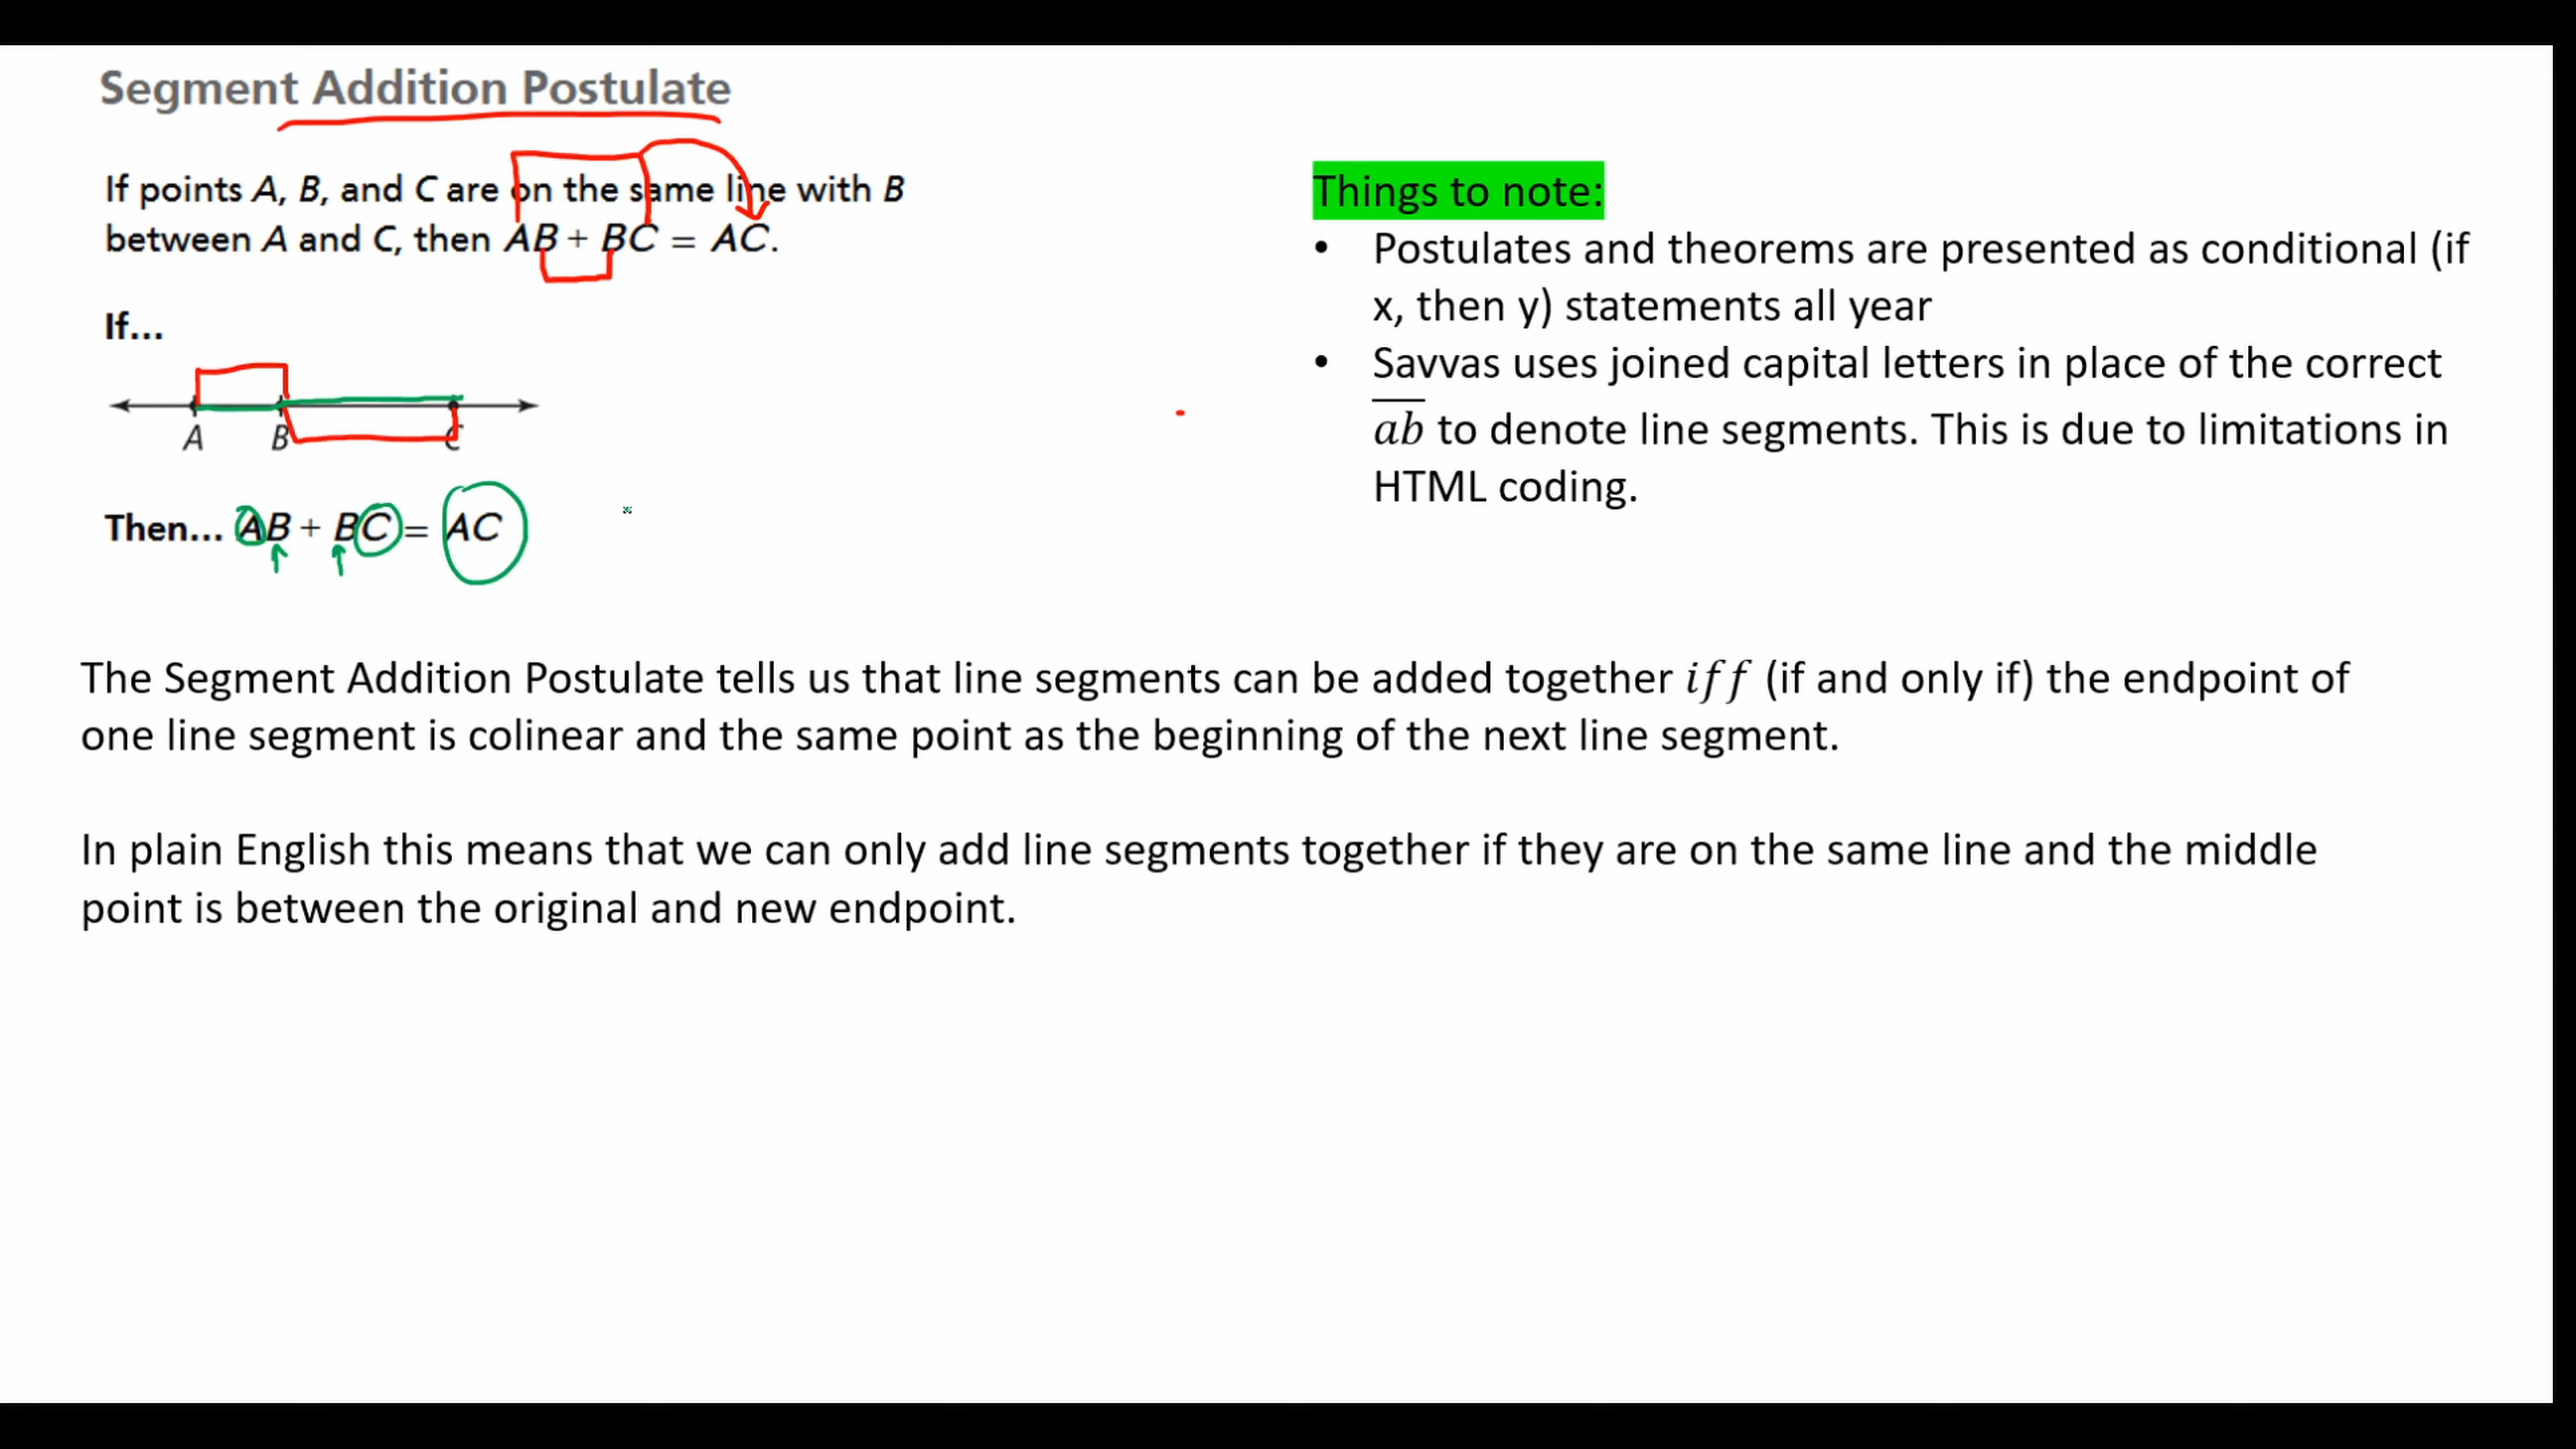 Segment Addition Postulate
If points A, B, and C are on the same line with B
between A and C, then AB + BC = AC.
If...
A B C
Then... AB + BC = AC
Things to note:
• Postulates and theorems are presented as conditional (if
x, then y) statements all year
• Savvas uses joined capital letters in place of the correct
a̅b̅ to denote line segments. This is due to limitations in
HTML coding.
The Segment Addition Postulate tells us that line segments can be added together iff (if and only if) the endpoint of
one line segment is colinear and the same point as the beginning of the next line segment.
In plain English this means that we can only add line segments together if they are on the same line and the middle
point is between the original and new endpoint.